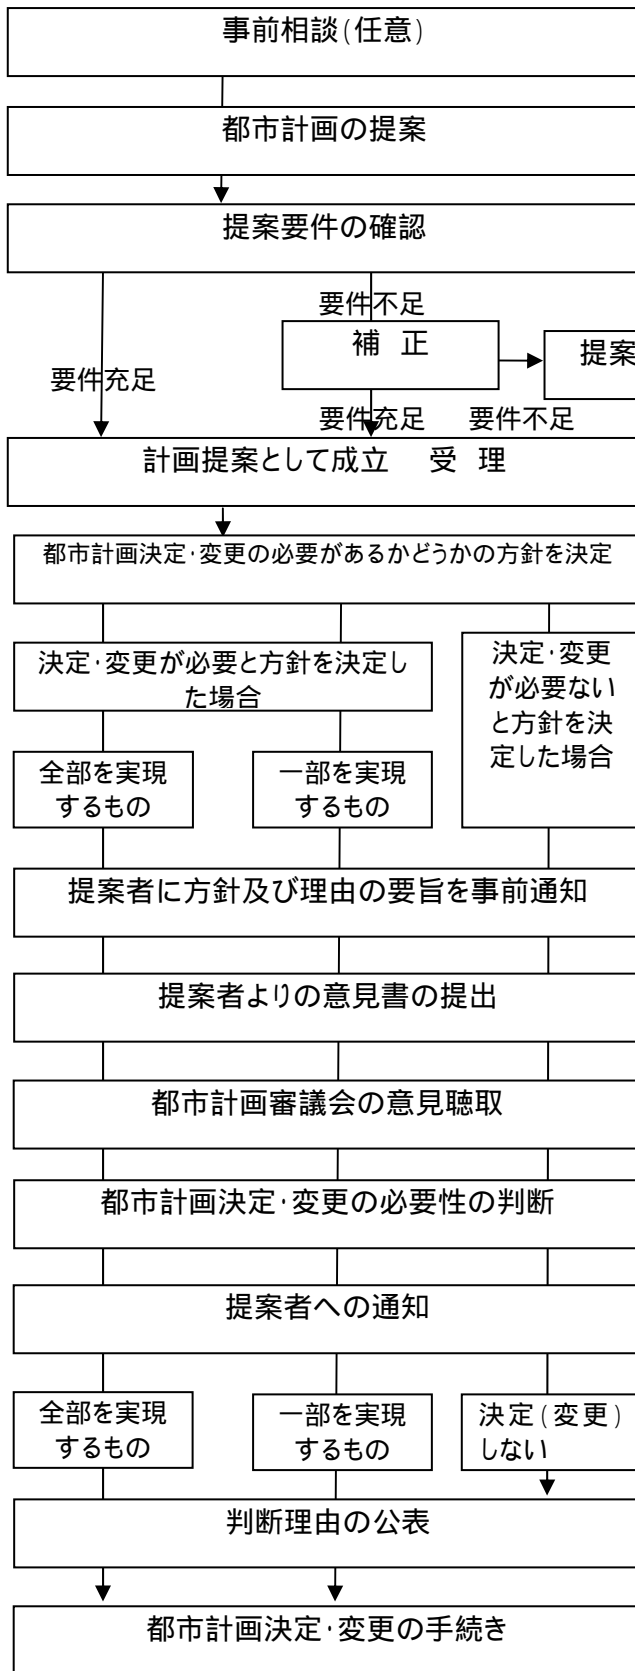 事前相談(任意)
都市計画の提案
提案要件の確認
要件不足
補 正
提案
要件充足
要件充足 要件不足
計画提案として成立 受 理
都市計画決定・変更の必要があるかどうかの方針を決定
決定・変更が必要と方針を決定し
た場合
決定・変更
が必要ない
と方針を決
定した場合
全部を実現
するもの
一部を実現
するもの
提案者に方針及び理由の要旨を事前通知
提案者よりの意見書の提出
都市計画審議会の意見聴取
都市計画決定・変更の必要性の判断
提案者への通知
全部を実現
するもの
一部を実現
するもの
決定(変更)
しない
判断理由の公表
都市計画決定・変更の手続き